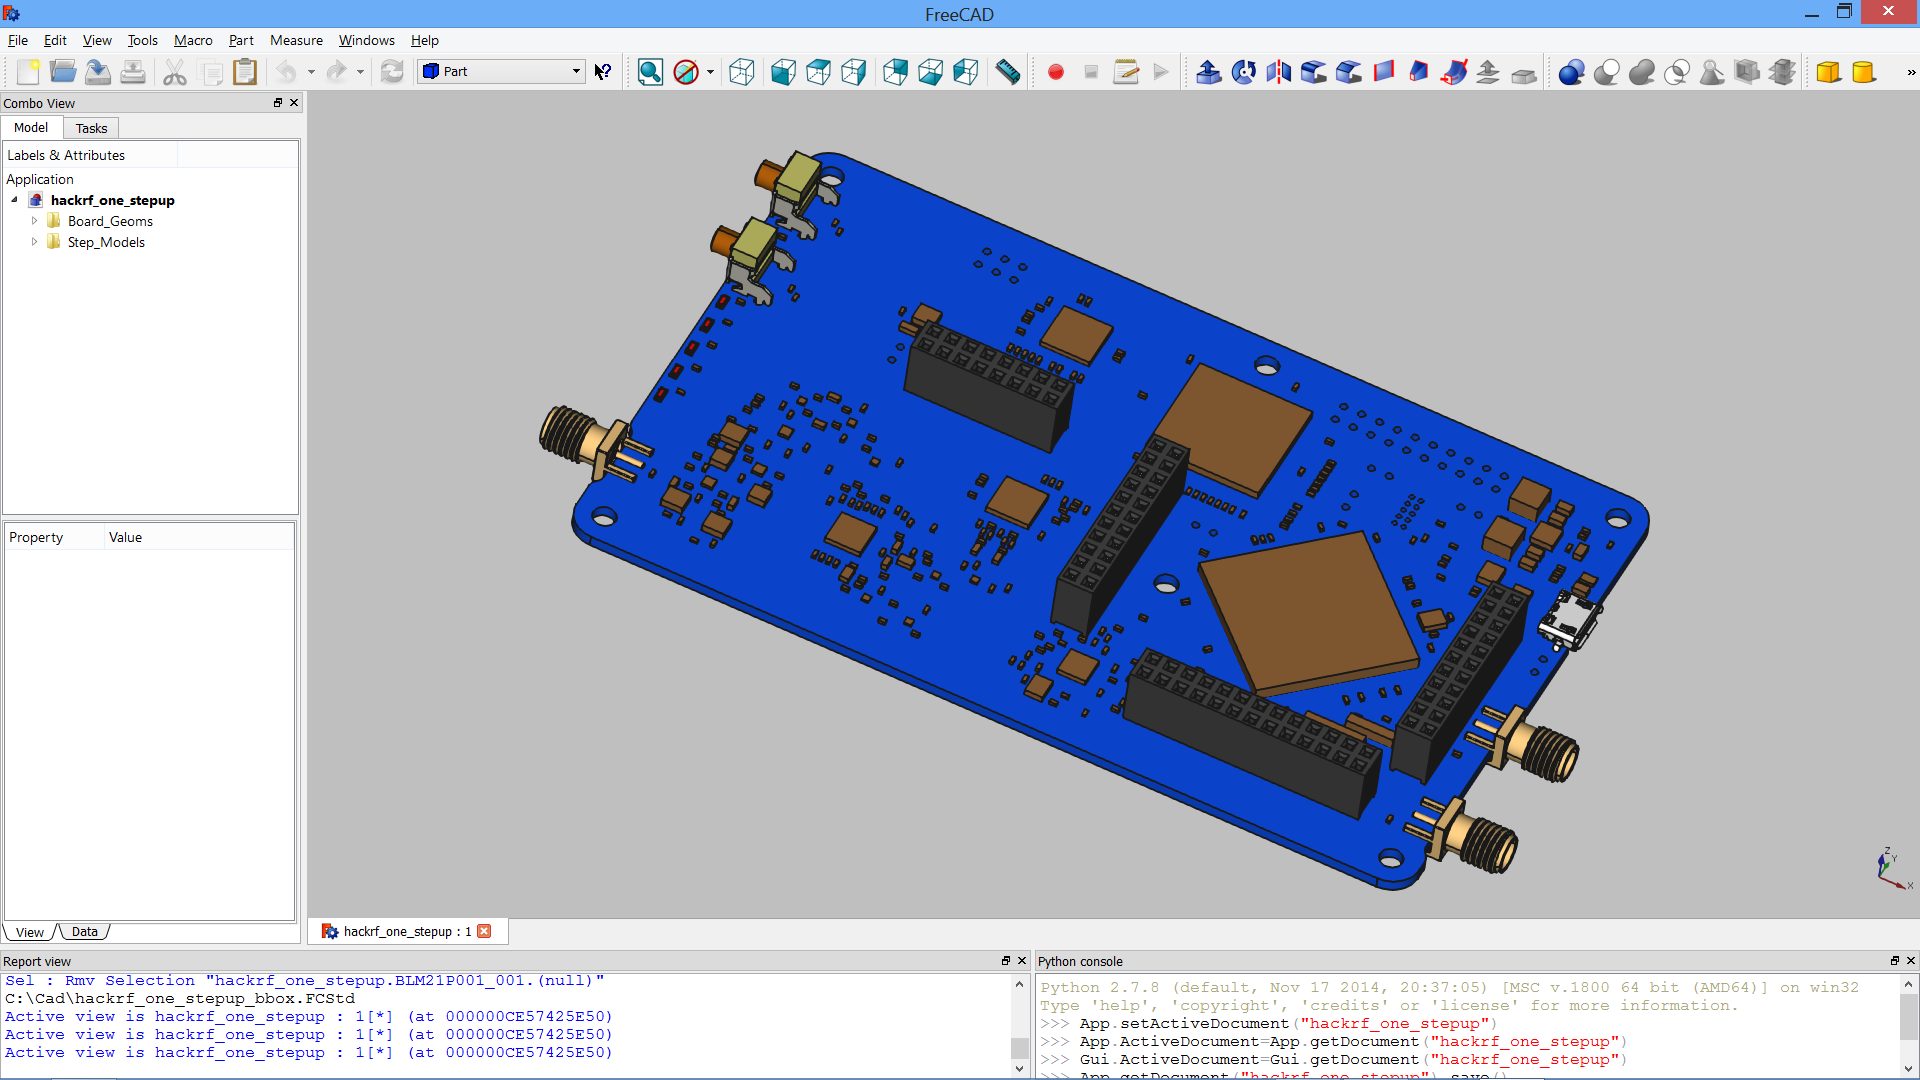 FreeCAD
File Edit View Tools Macro Part Measure Windows Help
Part
Combo View
Model Tasks
Labels & Attributes
Application
hackrf_one_stepup
Board_Geoms
Step_Models
Property Value
View Data
hackrf_one_stepup : 1
Z
Y
X
Report view
Sel : Rmv Selection "hackrf_one_stepup.BLM21P001_001.(null)"
C:\Cad\hackrf_one_stepup_bbox.FCStd
Active view is hackrf_one_stepup : 1[*] (at 000000CE57425E50)
Active view is hackrf_one_stepup : 1[*] (at 000000CE57425E50)
Active view is hackrf_one_stepup : 1[*] (at 000000CE57425E50)
Python console
Python 2.7.8 (default, Nov 17 2014, 20:37:05) [MSC v.1800 64 bit (AMD64)] on win32
Type 'help', 'copyright', 'credits' or 'license' for more information.
>>> App.setActiveDocument("hackrf_one_stepup")
>>> App.ActiveDocument=App.getDocument("hackrf_one_stepup")
>>> Gui.ActiveDocument=Gui.getDocument("hackrf_one_stepup")
>>> App.getDocument("hackrf_one_stepup").save()